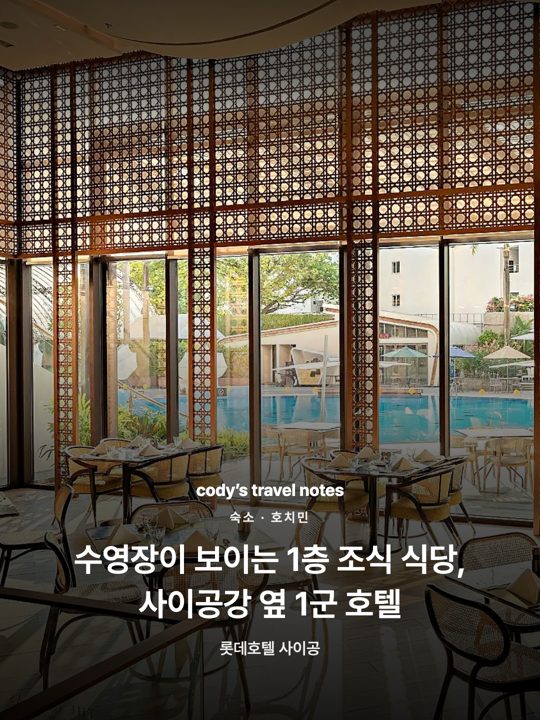 cody's travel notes
숙소 · 호치민
수영장이 보이는 1층 조식 식당,
사이공강 옆 1군 호텔
롯데호텔 사이공